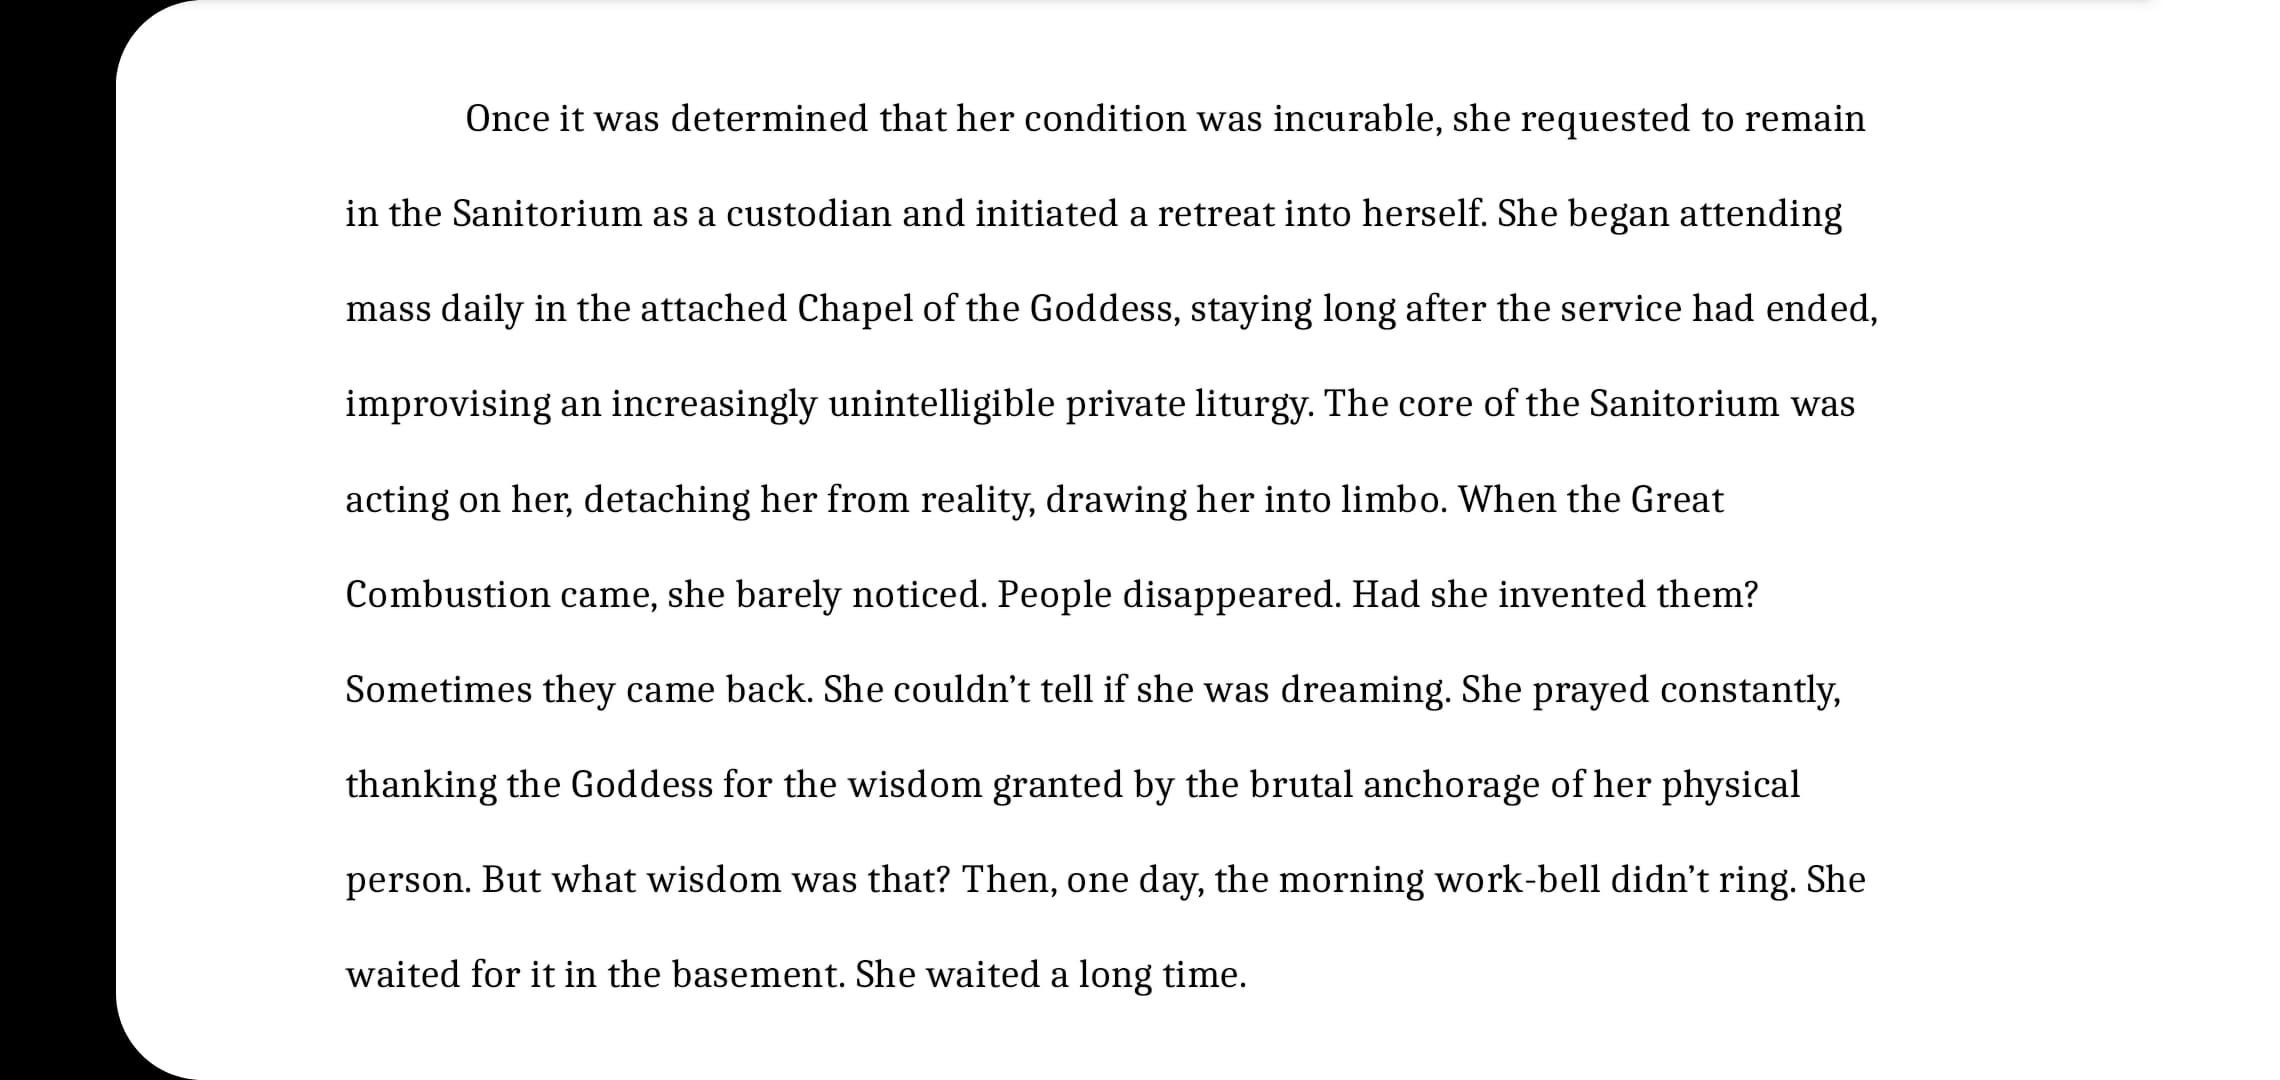 Once it was determined that her condition was incurable, she requested to remain
in the Sanitorium as a custodian and initiated a retreat into herself. She began attending
mass daily in the attached Chapel of the Goddess, staying long after the service had ended,
improvising an increasingly unintelligible private liturgy. The core of the Sanitorium was
acting on her, detaching her from reality, drawing her into limbo. When the Great
Combustion came, she barely noticed. People disappeared. Had she invented them?
Sometimes they came back. She couldn’t tell if she was dreaming. She prayed constantly,
thanking the Goddess for the wisdom granted by the brutal anchorage of her physical
person. But what wisdom was that? Then, one day, the morning work-bell didn’t ring. She
waited for it in the basement. She waited a long time.